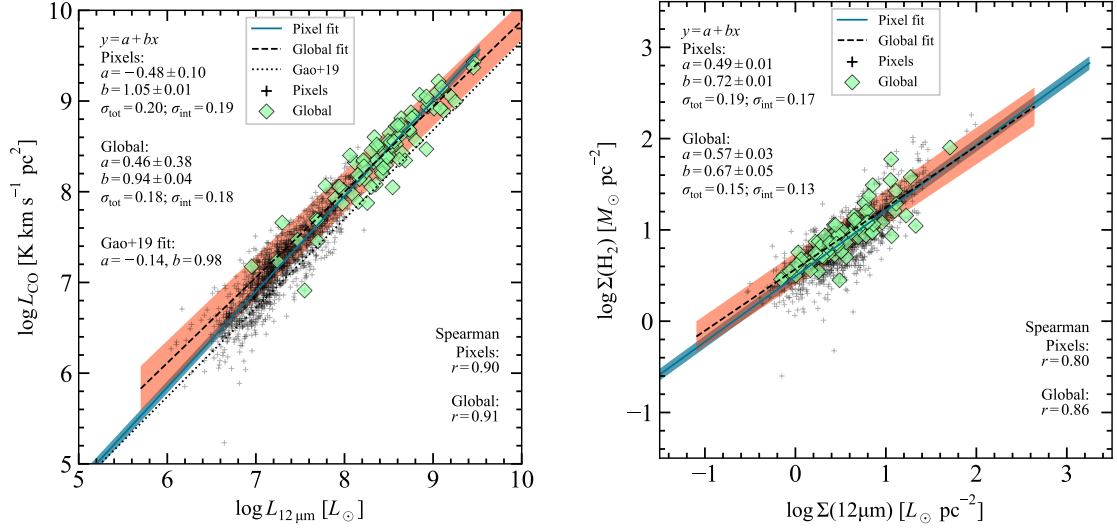 y = a + bx
Pixels:
a = −0.48 ± 0.10
b = 1.05 ± 0.01
σtot = 0.20; σint = 0.19
Global:
a = 0.46 ± 0.38
b = 0.94 ± 0.04
σtot = 0.18; σint = 0.18
Gao+19 fit:
a = −0.14, b = 0.98
Pixel fit
Global fit
Gao+19
Pixels
Global
Spearman
Pixels:
r = 0.90
Global:
r = 0.91
10
9
8
7
6
5
5
6
7
8
9
10
log LCO [K km s⁻¹ pc²]
log L12 μm [L⊙]
y = a + bx
Pixels:
a = 0.49 ± 0.01
b = 0.72 ± 0.01
σtot = 0.19; σint = 0.17
Global:
a = 0.57 ± 0.03
b = 0.67 ± 0.05
σtot = 0.15; σint = 0.13
Pixel fit
Global fit
Pixels
Global
Spearman
Pixels:
r = 0.80
Global:
r = 0.86
3
2
1
0
−1
−1
0
1
2
3
log Σ(H₂) [M⊙ pc⁻²]
log Σ(12μm) [L⊙ pc⁻²]